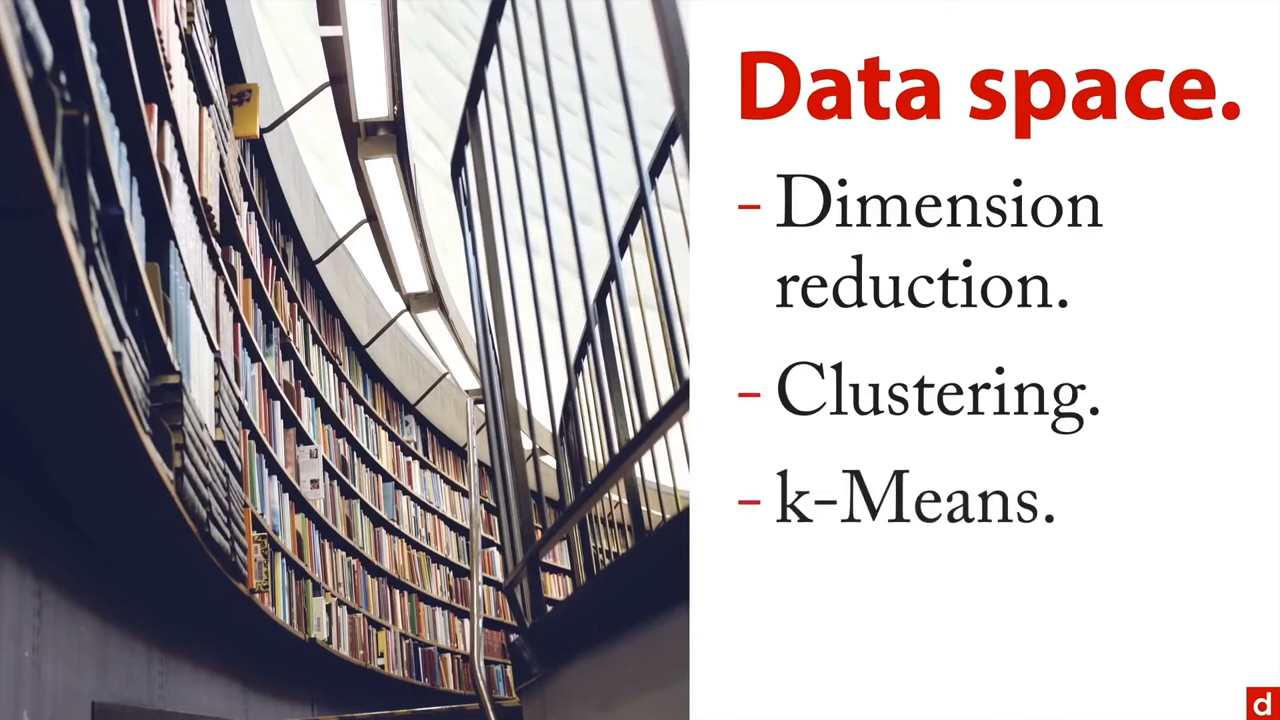 Data space.
- Dimension
reduction.
- Clustering.
- k-Means.
d